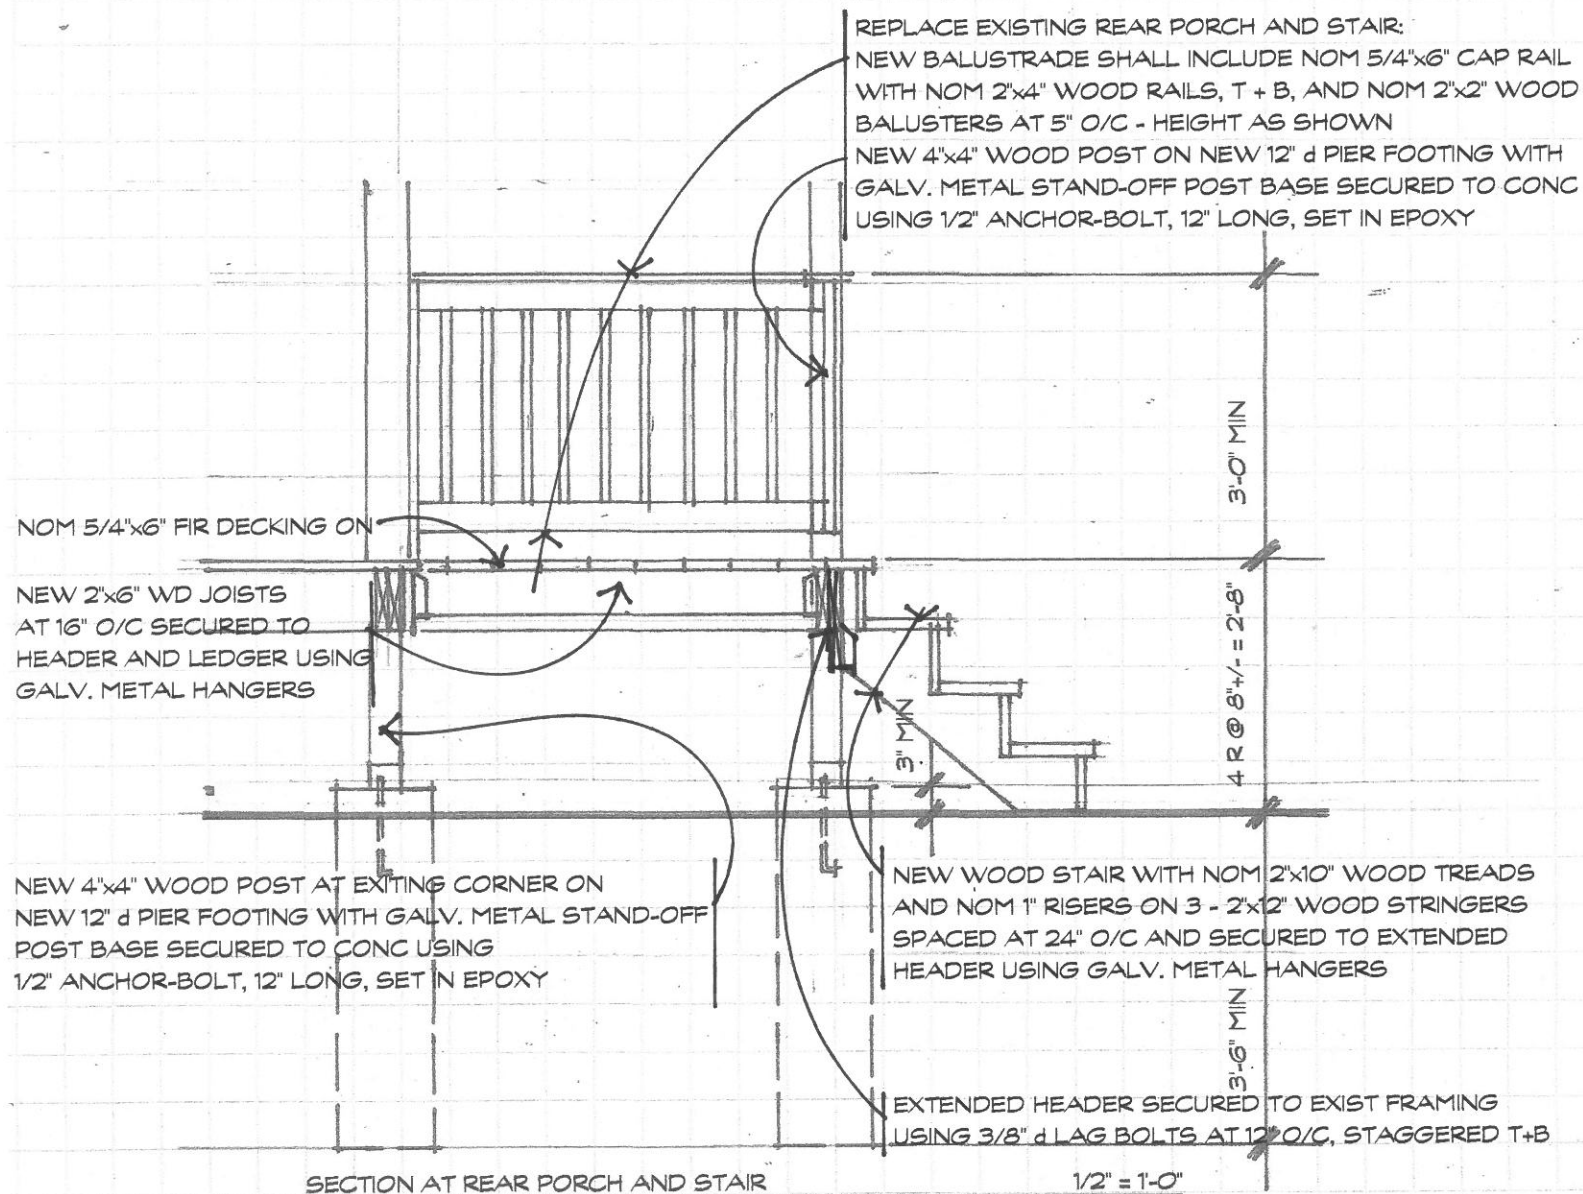 REPLACE EXISTING REAR PORCH AND STAIR:
NEW BALUSTRADE SHALL INCLUDE NOM 5/4"x6" CAP RAIL
WITH NOM 2"x4" WOOD RAILS, T + B, AND NOM 2"x2" WOOD
BALUSTERS AT 5" O/C - HEIGHT AS SHOWN
NEW 4"x4" WOOD POST ON NEW 12" d PIER FOOTING WITH
GALV. METAL STAND-OFF POST BASE SECURED TO CONC
USING 1/2" ANCHOR-BOLT, 12" LONG, SET IN EPOXY
3'-0" MIN
NOM 5/4"x6" FIR DECKING ON
NEW 2"x6" WD JOISTS
AT 16" O/C SECURED TO
HEADER AND LEDGER USING
GALV. METAL HANGERS
4 R @ 8"+/- = 2'-8"
3" MIN
NEW 4"x4" WOOD POST AT EXITING CORNER ON
NEW 12" d PIER FOOTING WITH GALV. METAL STAND-OFF
POST BASE SECURED TO CONC USING
1/2" ANCHOR-BOLT, 12" LONG, SET IN EPOXY
NEW WOOD STAIR WITH NOM 2"x10" WOOD TREADS
AND NOM 1" RISERS ON 3 - 2"x12" WOOD STRINGERS
SPACED AT 24" O/C AND SECURED TO EXTENDED
HEADER USING GALV. METAL HANGERS
3'-6" MIN
EXTENDED HEADER SECURED TO EXIST FRAMING
USING 3/8" d LAG BOLTS AT 12" O/C, STAGGERED T+B
SECTION AT REAR PORCH AND STAIR
1/2" = 1'-0"